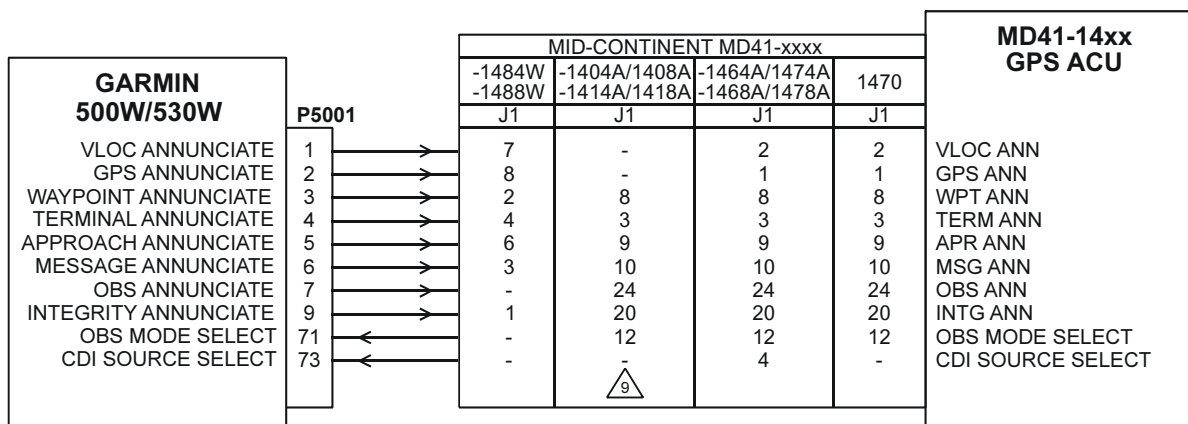 MD41-14xx
GPS ACU
MID-CONTINENT MD41-xxxx
GARMIN
500W/530W
P5001
-1484W -1404A/1408A -1464A/1474A 1470
-1488W -1414A/1418A -1468A/1478A
J1 J1 J1 J1
VLOC ANNUNCIATE 1 7 - 2 2 VLOC ANN
GPS ANNUNCIATE 2 8 - 1 1 GPS ANN
WAYPOINT ANNUNCIATE 3 2 8 8 8 WPT ANN
TERMINAL ANNUNCIATE 4 4 3 3 3 TERM ANN
APPROACH ANNUNCIATE 5 6 9 9 9 APR ANN
MESSAGE ANNUNCIATE 6 3 10 10 10 MSG ANN
OBS ANNUNCIATE 7 - 24 24 24 OBS ANN
INTEGRITY ANNUNCIATE 9 1 20 20 20 INTG ANN
OBS MODE SELECT 71 - 12 12 12 OBS MODE SELECT
CDI SOURCE SELECT 73 - - 4 - CDI SOURCE SELECT
9